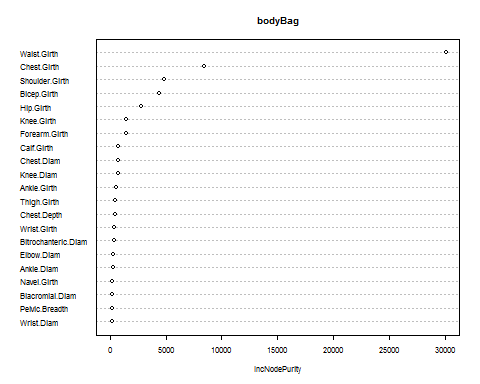 bodyBag
Waist.Girth
Chest.Girth
Shoulder.Girth
Bicep.Girth
Hip.Girth
Knee.Girth
Forearm.Girth
Calf.Girth
Chest.Diam
Knee.Diam
Ankle.Girth
Thigh.Girth
Chest.Depth
Wrist.Girth
Bitrochanteric.Diam
Elbow.Diam
Ankle.Diam
Navel.Girth
Biacromial.Diam
Pelvic.Breadth
Wrist.Diam
0 5000 10000 15000 20000 25000 30000
IncNodePurity